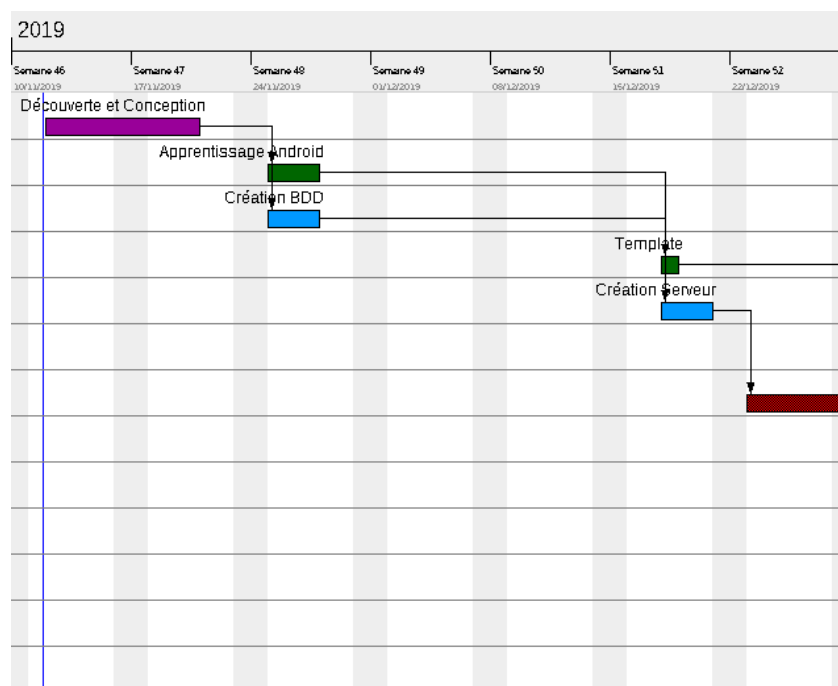 2019
Semaine 46 Semaine 47 Semaine 48 Semaine 49 Semaine 50 Semaine 51 Semaine 52
10/11/2019 17/11/2019 24/11/2019 01/12/2019 08/12/2019 15/12/2019 22/12/2019
Découverte et Conception
Apprentissage Android
Création BDD
Template
Création Serveur